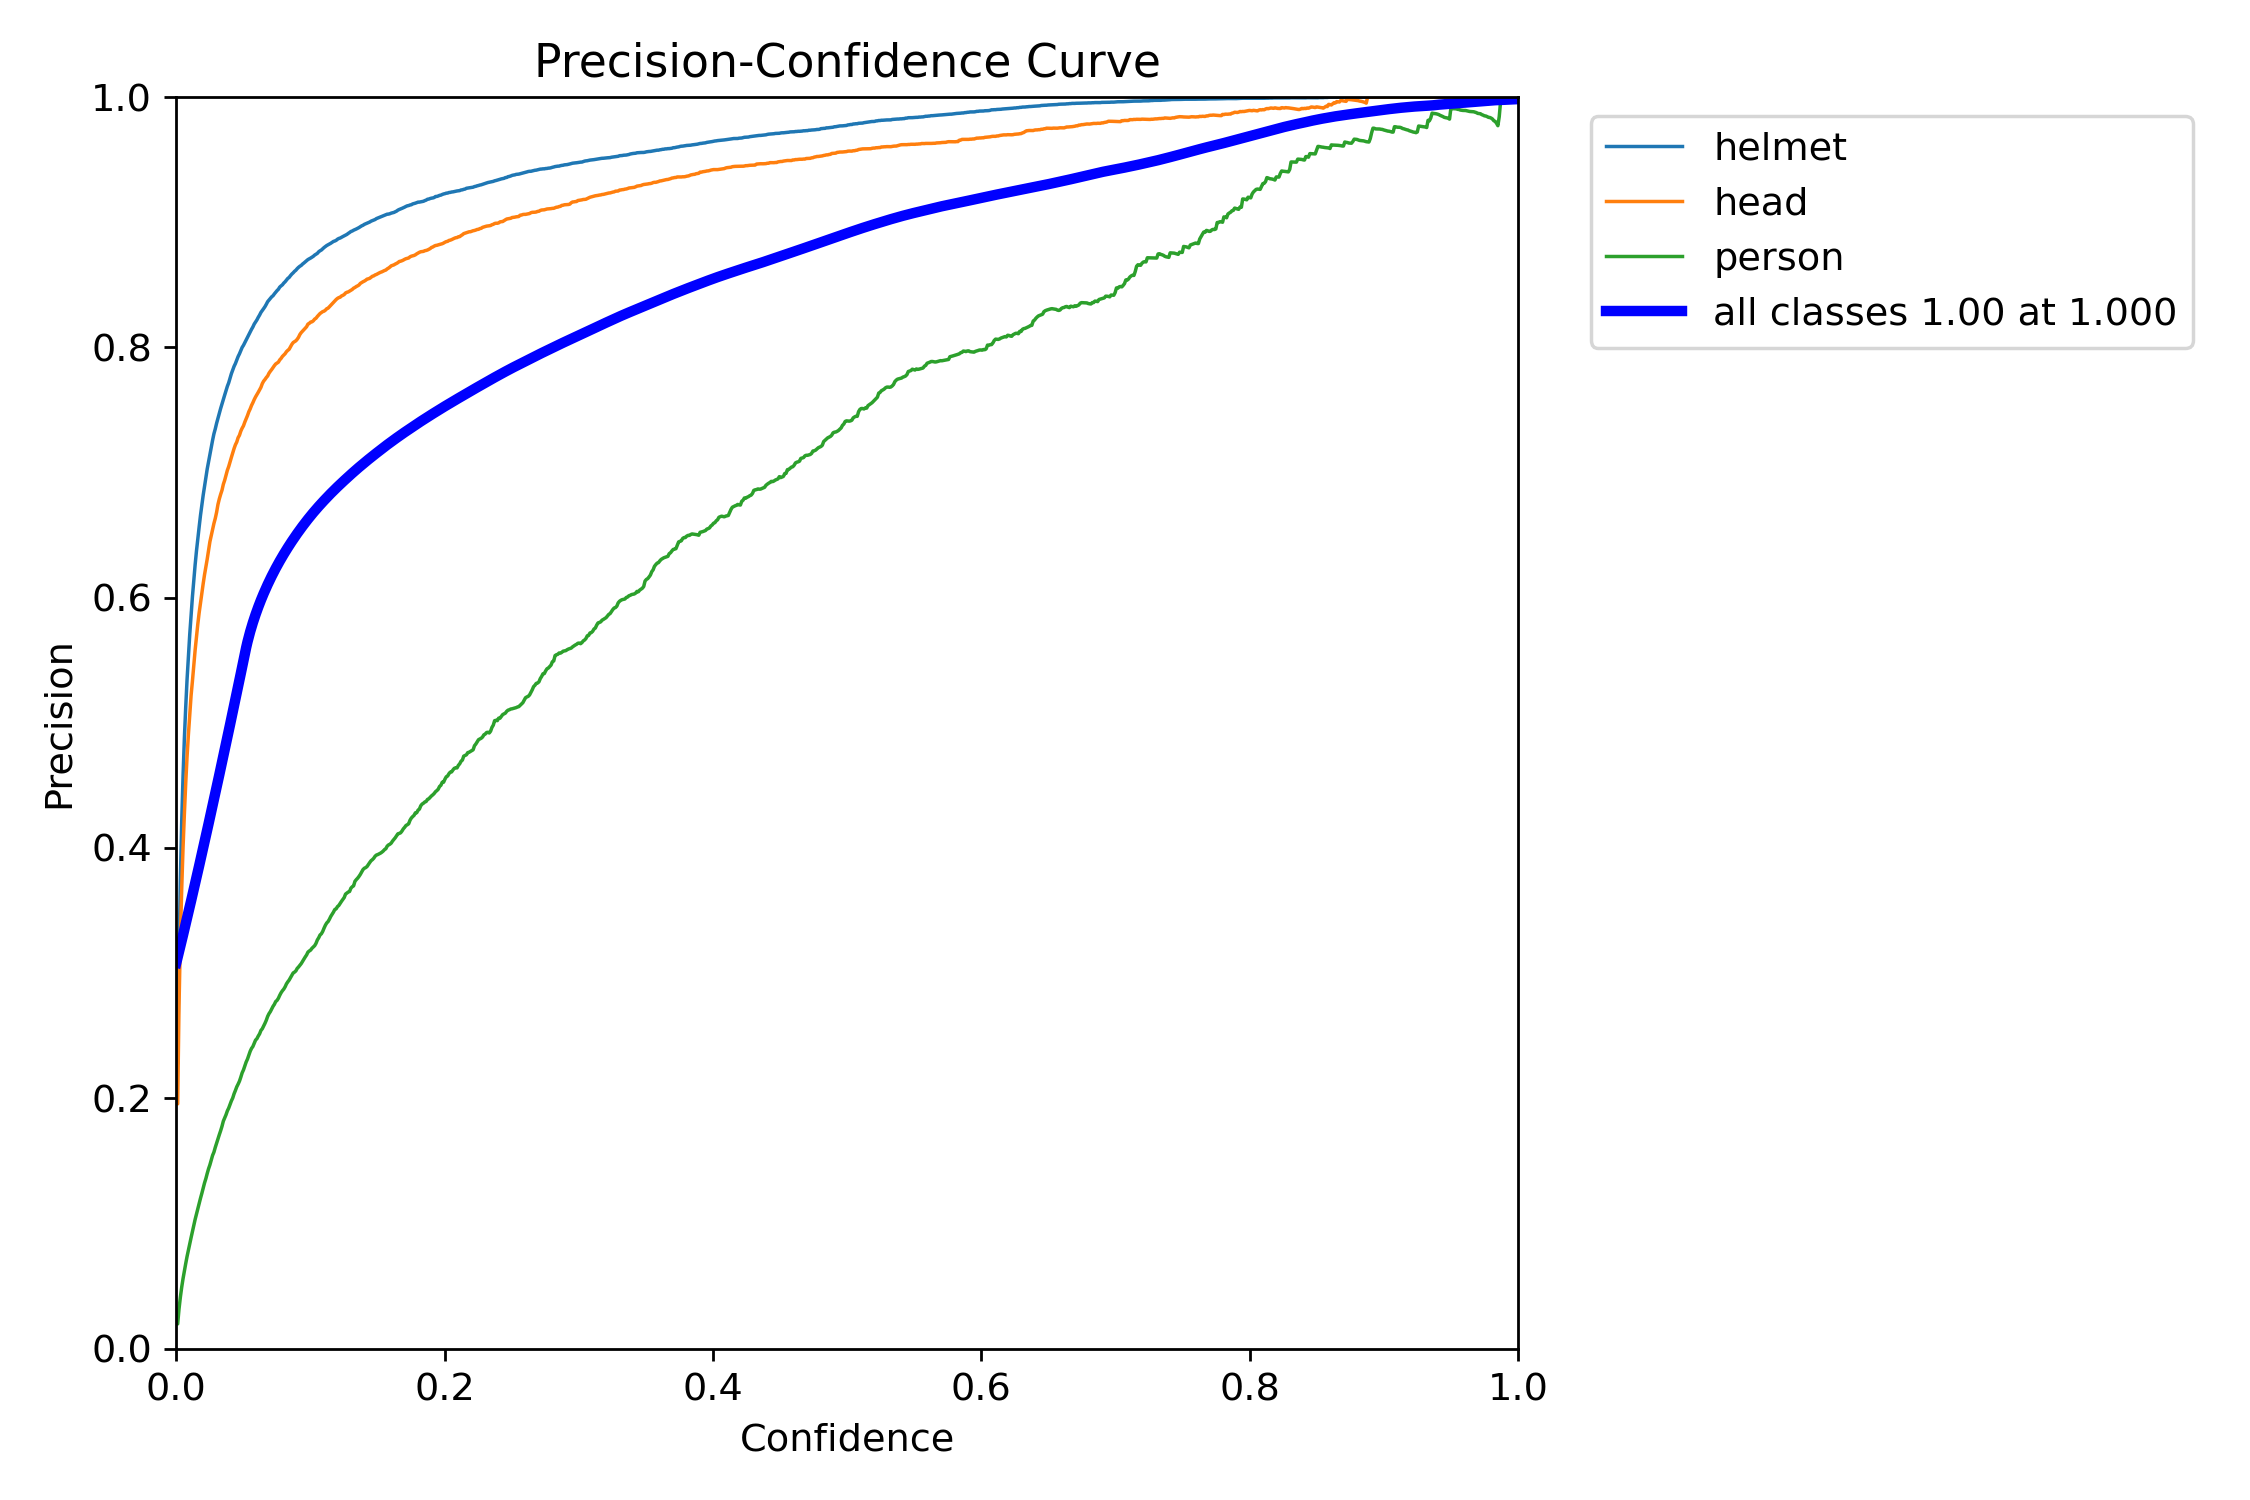 Precision-Confidence Curve
1.0
0.8
0.6
0.4
0.2
0.0
Precision
0.0 0.2 0.4 0.6 0.8 1.0
Confidence
helmet
head
person
all classes 1.00 at 1.000